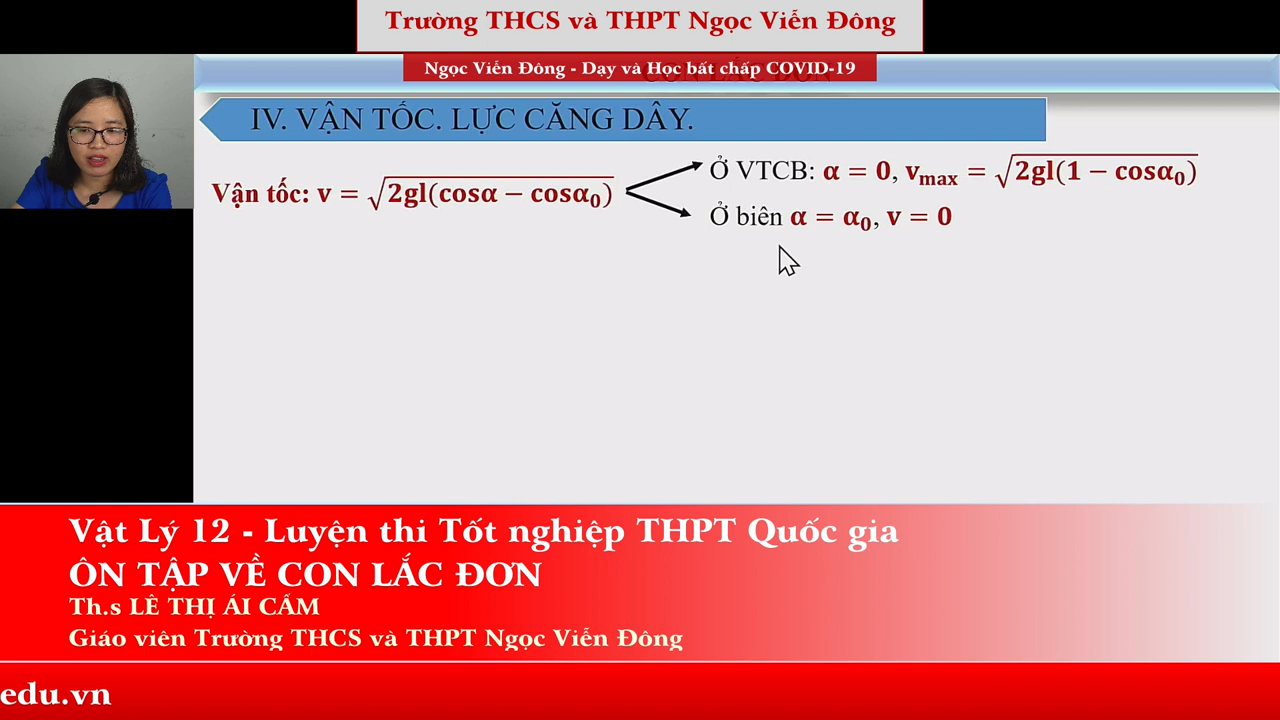 Trường THCS và THPT Ngọc Viễn Đông
Ngọc Viễn Đông - Dạy và Học bất chấp COVID-19
IV. VẬN TỐC. LỰC CĂNG DÂY.
Vận tốc: v = √2gl(cosα − cosα₀)
Ở VTCB: α = 0, vₘₐₓ = √2gl(1 − cosα₀)
Ở biên α = α₀, v = 0
Vật Lý 12 - Luyện thi Tốt nghiệp THPT Quốc gia
ÔN TẬP VỀ CON LẮC ĐƠN
Th.s LÊ THỊ ÁI CẨM
Giáo viên Trường THCS và THPT Ngọc Viễn Đông
edu.vn